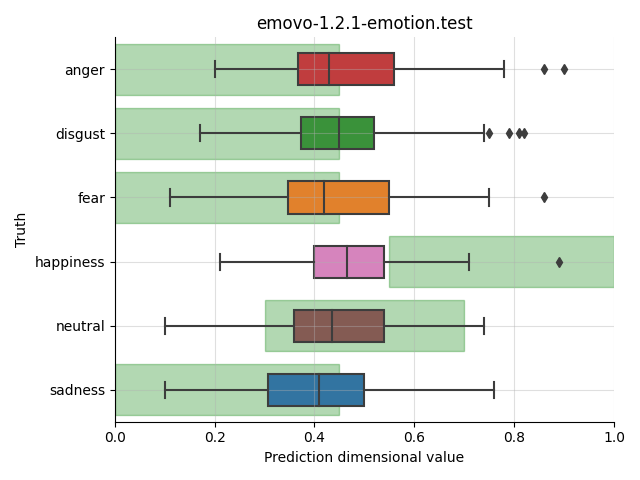 emovo-1.2.1-emotion.test
Truth
anger
disgust
fear
happiness
neutral
sadness
0.0 0.2 0.4 0.6 0.8 1.0
Prediction dimensional value